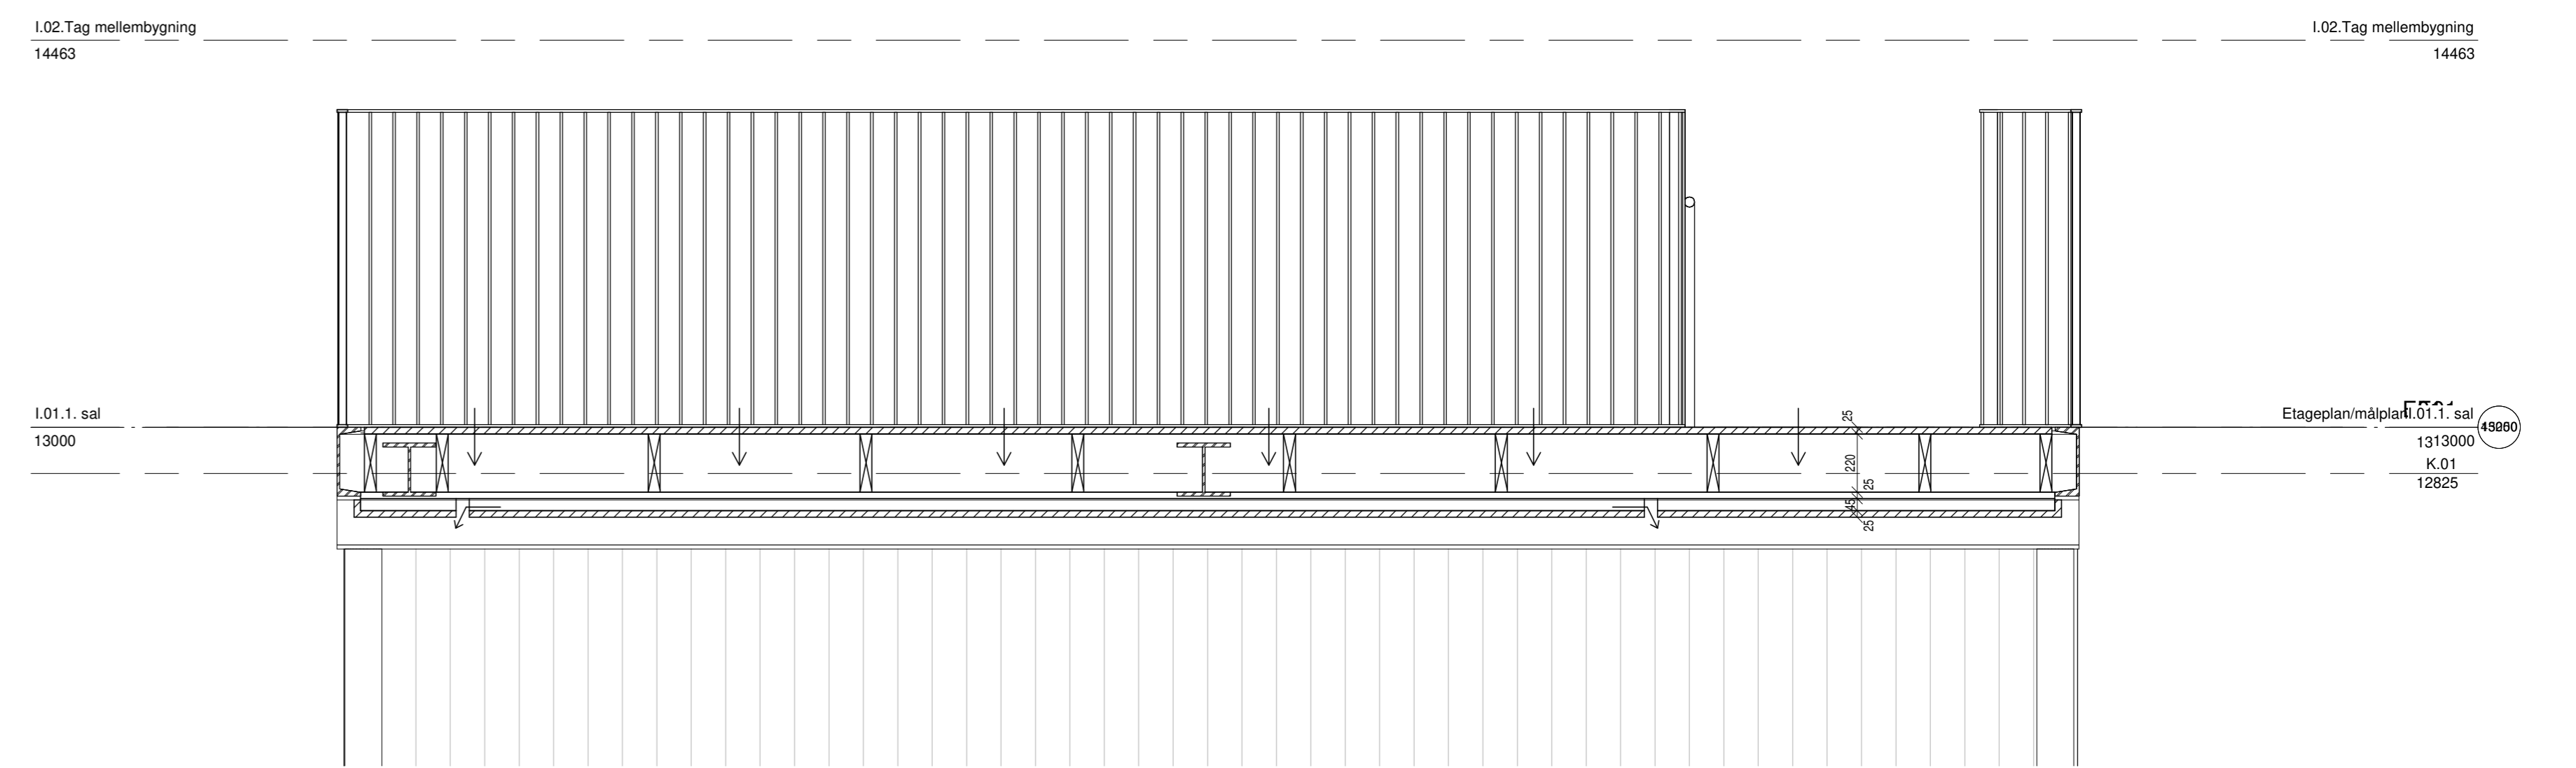 I.02.Tag mellembygning
I.02.Tag mellembygning
14463
14463
I.01.1. sal
Etageplan/målplan
I.01.1. sal
13000
13000
K.01
12825
25
220
25
45
25